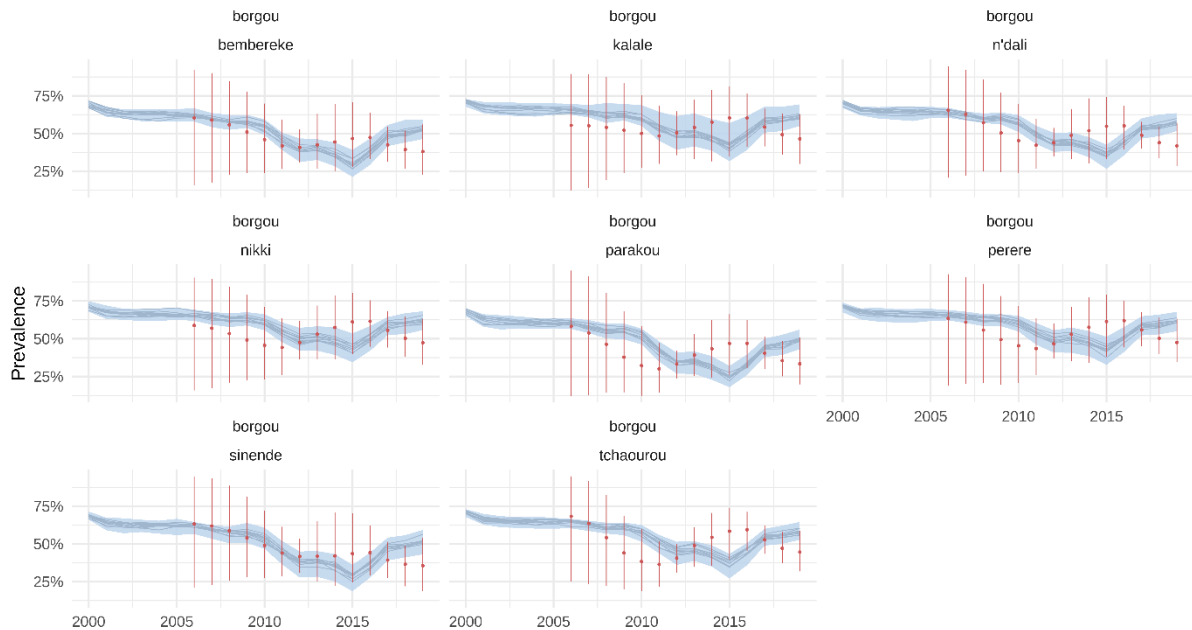 borgou borgou borgou
bembereke kalale n'dali
75%
50%
25%
borgou borgou borgou
nikki parakou perere
75%
50%
25%
Prevalence
2000 2005 2010 2015
borgou borgou
sinende tchaourou
75%
50%
25%
2000 2005 2010 2015 2000 2005 2010 2015